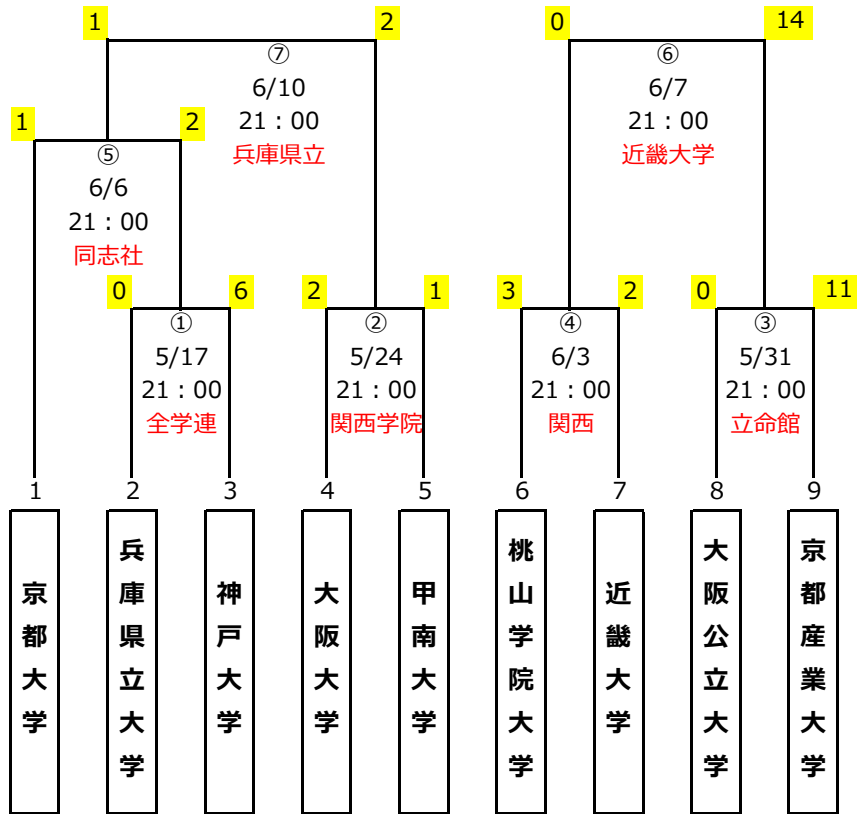 1
2
0
14
⑦
6/10
21：00
兵庫県立
⑥
6/7
21：00
近畿大学
1
2
⑤
6/6
21：00
同志社
0
6
2
1
3
2
0
11
①
5/17
21：00
全学連
②
5/24
21：00
関西学院
④
6/3
21：00
関西
③
5/31
21：00
立命館
1
2
3
4
5
6
7
8
9
京都大学
兵庫県立大学
神戸大学
大阪大学
甲南大学
桃山学院大学
近畿大学
大阪公立大学
京都産業大学